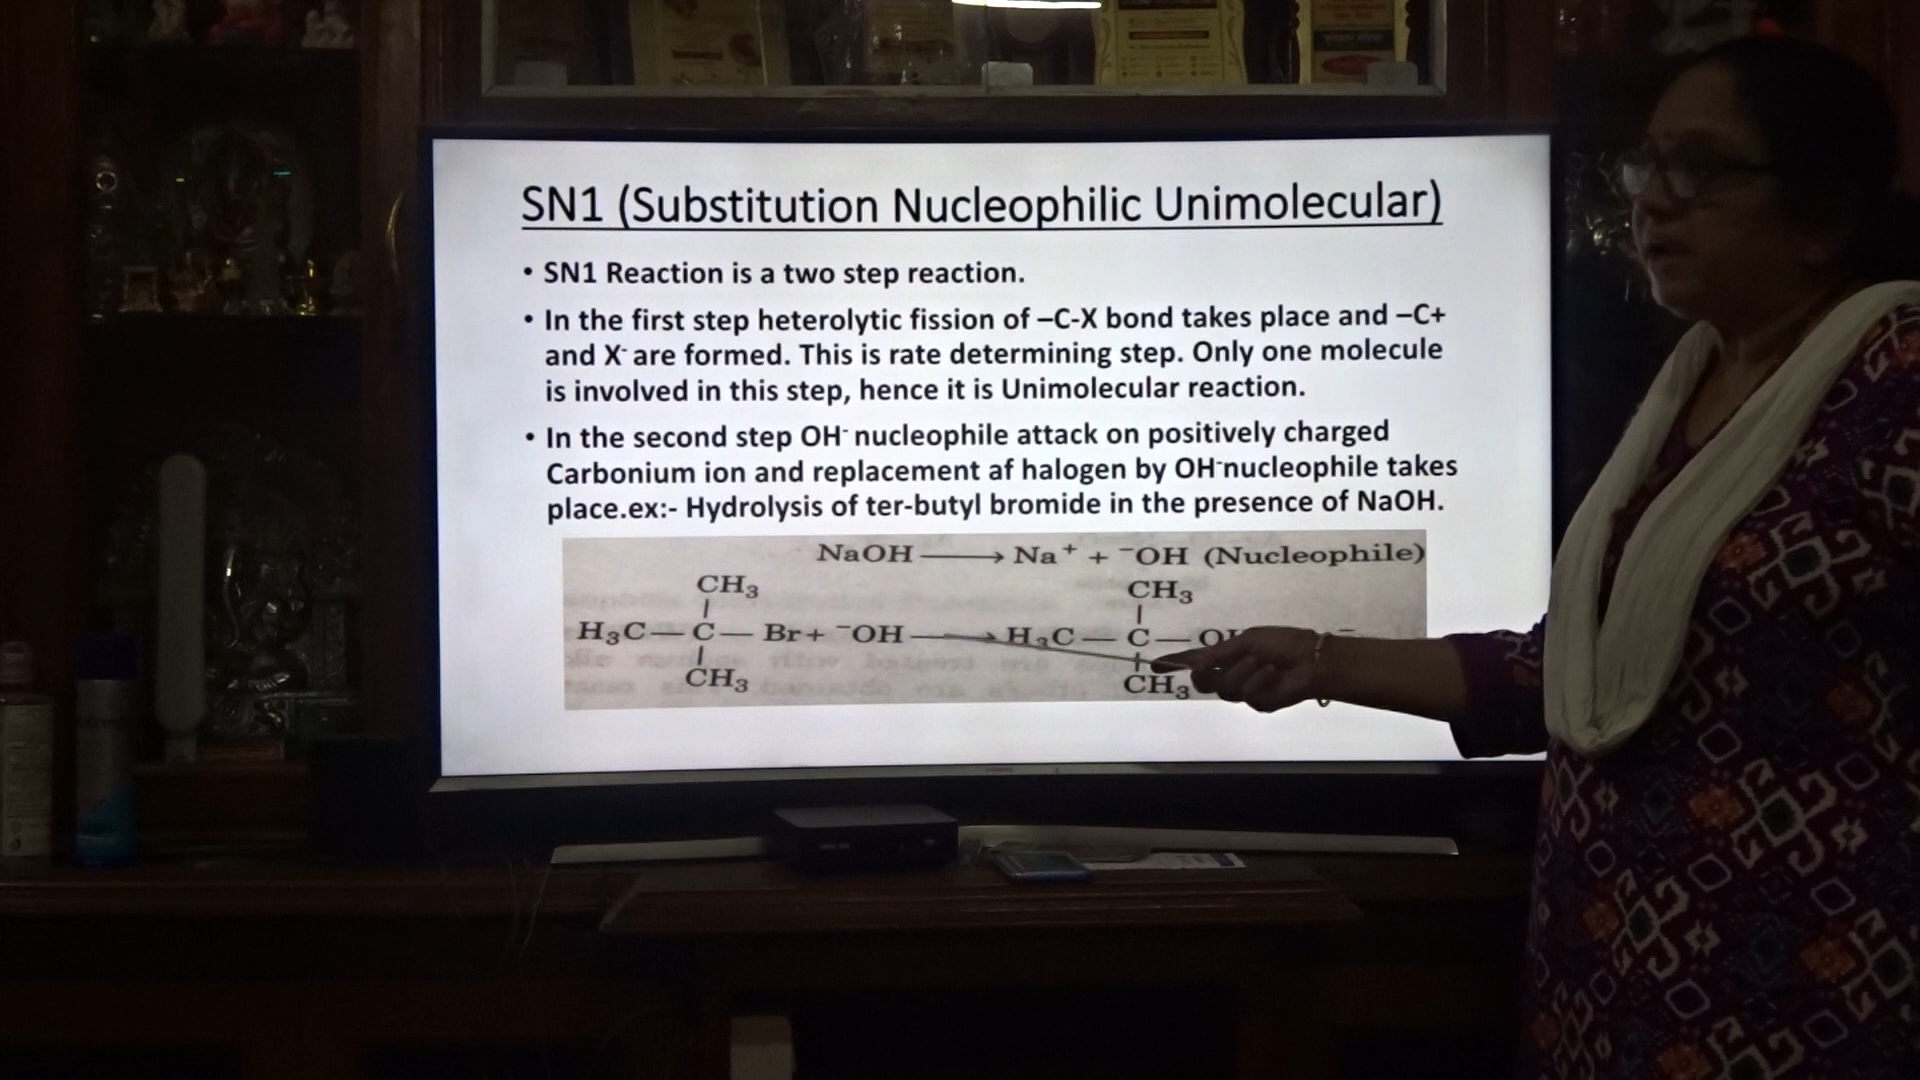 SN1 (Substitution Nucleophilic Unimolecular)
• SN1 Reaction is a two step reaction.
• In the first step heterolytic fission of –C-X bond takes place and –C+
and X⁻ are formed. This is rate determining step. Only one molecule
is involved in this step, hence it is Unimolecular reaction.
• In the second step OH⁻ nucleophile attack on positively charged
Carbonium ion and replacement af halogen by OH⁻nucleophile takes
place.ex:- Hydrolysis of ter-butyl bromide in the presence of NaOH.
NaOH ⟶ Na⁺ + ⁻OH (Nucleophile)
CH₃ CH₃
H₃C—C—Br+ ⁻OH ⟶ H₃C—C—
CH₃ CH₃